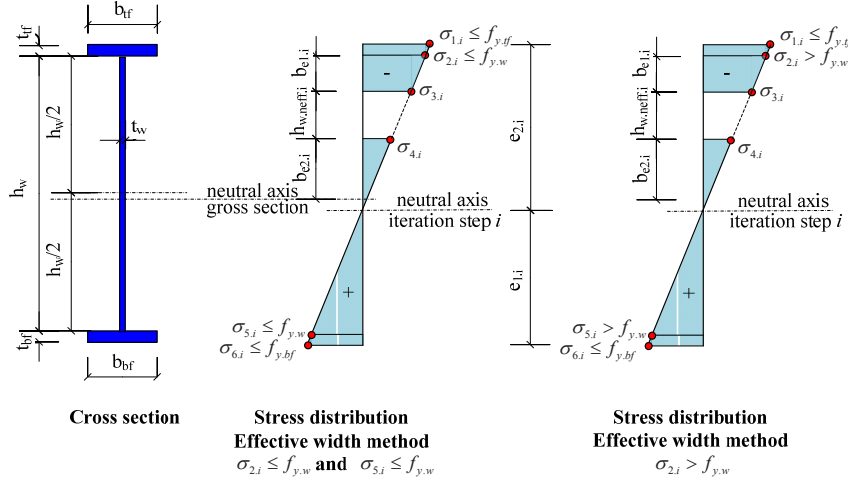 b_tf
t_tf
h_w
h_w/2
t_w
h_w/2
t_bf
b_bf
neutral axis
gross section
Cross section
σ_1.i ≤ f_y.tf
σ_2.i ≤ f_y.w
b_e1.i
h_w.neff.i
b_e2.i
-
σ_3.i
σ_4.i
neutral axis
iteration step i
+
σ_5.i ≤ f_y.w
σ_6.i ≤ f_y.bf
e_2.i
e_1.i
Stress distribution
Effective width method
σ_2.i ≤ f_y.w and σ_5.i ≤ f_y.w
σ_1.i ≤ f_y.tf
σ_2.i > f_y.w
b_e1.i
h_w.neff.i
b_e2.i
-
σ_3.i
σ_4.i
neutral axis
iteration step i
+
σ_5.i > f_y.w
σ_6.i ≤ f_y.bf
Stress distribution
Effective width method
σ_2.i > f_y.w